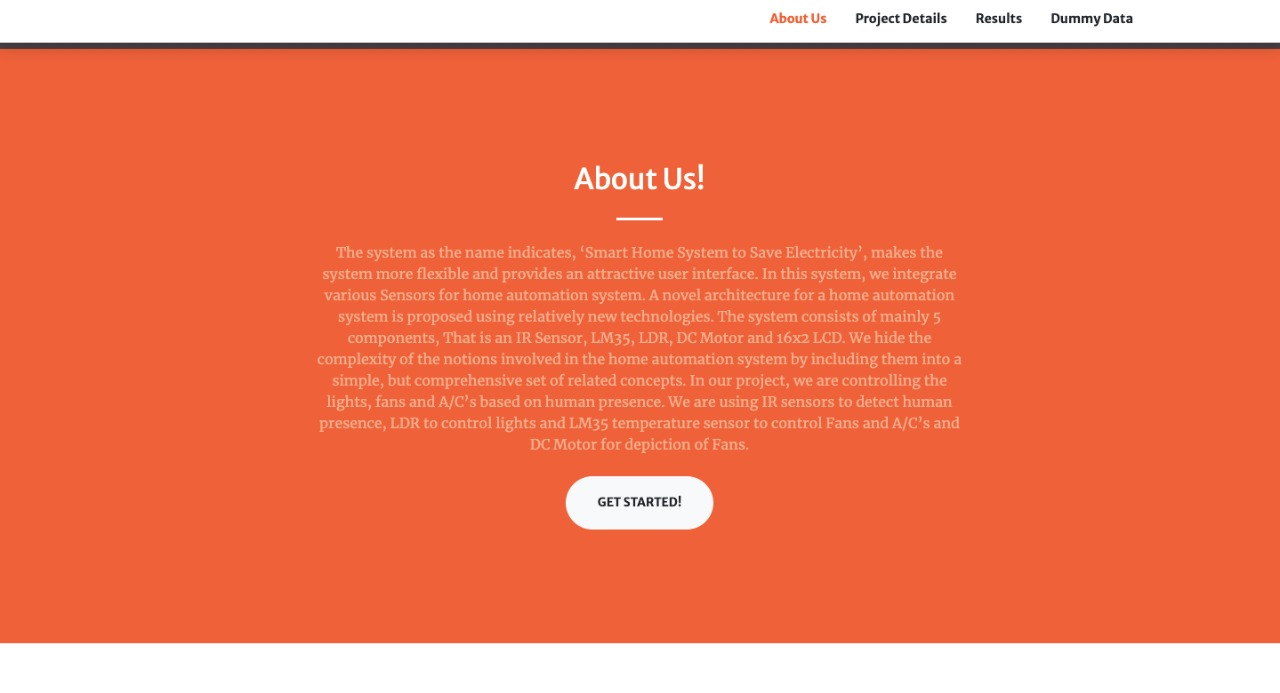 About Us Project Details Results Dummy Data
About Us!
The system as the name indicates, ‘Smart Home System to Save Electricity’, makes the
system more flexible and provides an attractive user interface. In this system, we integrate
various Sensors for home automation system. A novel architecture for a home automation
system is proposed using relatively new technologies. The system consists of mainly 5
components, That is an IR Sensor, LM35, LDR, DC Motor and 16x2 LCD. We hide the
complexity of the notions involved in the home automation system by including them into a
simple, but comprehensive set of related concepts. In our project, we are controlling the
lights, fans and A/C’s based on human presence. We are using IR sensors to detect human
presence, LDR to control lights and LM35 temperature sensor to control Fans and A/C’s and
DC Motor for depiction of Fans.
GET STARTED!